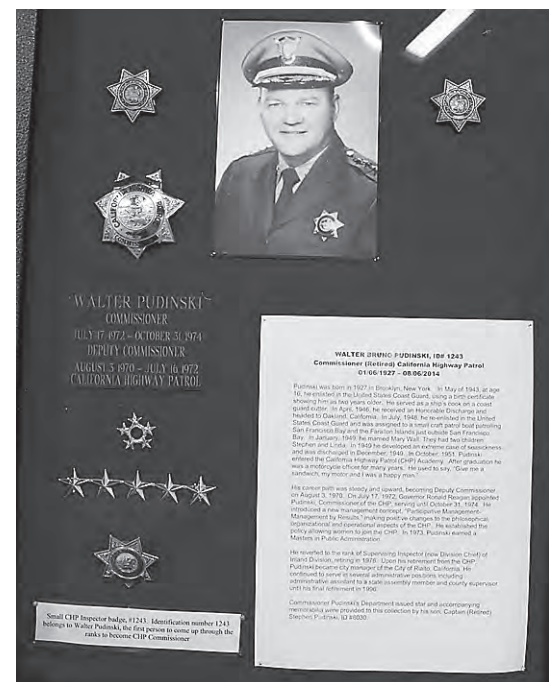 WALTER PUDINSKI
COMMISSIONER
JULY 17, 1972 - OCTOBER 31, 1974
DEPUTY COMMISSIONER
AUGUST 3, 1970 - JULY 16, 1972
CALIFORNIA HIGHWAY PATROL
WALTER BRUNO PUDINSKI, ID# 1243
Commissioner (Retired) California Highway Patrol
01/06/1927 - 08/06/2014
Pudinski was born in 1927 in Brooklyn, New York. In May of 1943, at age
16, he enlisted in the United States Coast Guard, using a birth certificate
showing him as two years older. He served as a ship's cook on a coast
guard cutter. In April, 1946, he received an Honorable Discharge and
headed to Oakland, California. In July, 1948, he re-enlisted in the United
States Coast Guard and was assigned to a small craft patrol boat patrolling
San Francisco Bay and the Farallon Islands just outside San Francisco
Bay. In January, 1949, he married Mary Wall. They had two children:
Stephen and Linda. In 1949 he developed an extreme case of seasickness
and was discharged in December, 1949. In October, 1951, Pudinski
entered the California Highway Patrol (CHP) Academy. After graduation he
was a motorcycle officer for many years. He used to say, "Give me a
sandwich, my motor and I was a happy man."
His career path was steady and upward, becoming Deputy Commissioner
on August 3, 1970. On July 17, 1972, Governor Ronald Reagan appointed
Pudinski, Commissioner of the CHP, serving until October 31, 1974. He
introduced a new management concept, "Participative Management-
Management by Results," making positive changes to the philosophical,
organizational and operational aspects of the CHP. He established the
policy allowing women to join the CHP. In 1973, Pudinski earned a
Masters in Public Administration.
He reverted to the rank of Supervising Inspector (now Division Chief) of
Inland Division, retiring in 1978. Upon his retirement from the CHP
Pudinski became city manager of the City of Rialto, California. He
continued to serve in several administrative positions including
administrative assistant to a state assembly member and county supervisor
until his final retirement in 1990.
Commissioner Pudinski's Department issued star and accompanying
memorabilia were provided to this collection by his son, Captain (Retired)
Stephen Pudinski, ID
Small CHP Inspector badge, #1243. Identification number 1243
belongs to Walter Pudinski, the first person to come up through the
ranks to become CHP Commissioner